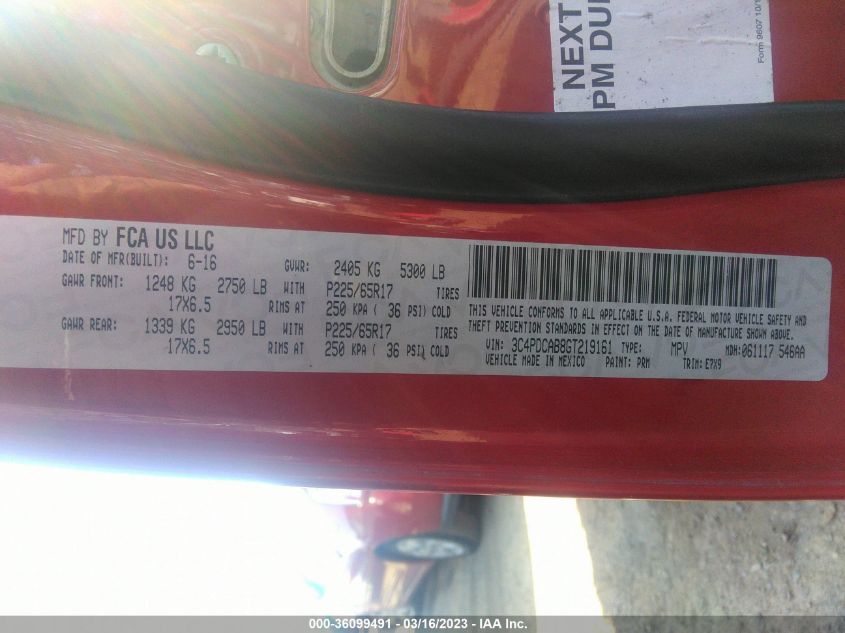 NEXT
PM DU
Form 9607 10/
MFD BY FCA US LLC
DATE OF MFR(BUILT): 6-16 GVWR: 2405 KG 5300 LB
GAWR FRONT: 1248 KG 2750 LB WITH P225/65R17 TIRES
17X6.5 RIMS AT 250 KPA ( 36 PSI) COLD
GAWR REAR: 1339 KG 2950 LB WITH P225/65R17 TIRES
17X6.5 RIMS AT 250 KPA ( 36 PSI) COLD
THIS VEHICLE CONFORMS TO ALL APPLICABLE U.S.A. FEDERAL MOTOR VEHICLE SAFETY AND
THEFT PREVENTION STANDARDS IN EFFECT ON THE DATE OF MANUFACTURE SHOWN ABOVE.
VIN: 3C4PDCAB8GT219161 TYPE: MPV MDH: 061117 546AA
VEHICLE MADE IN MEXICO PAINT: PRM TRIM: E7X9
000-36099491 - 03/16/2023 - IAA Inc.